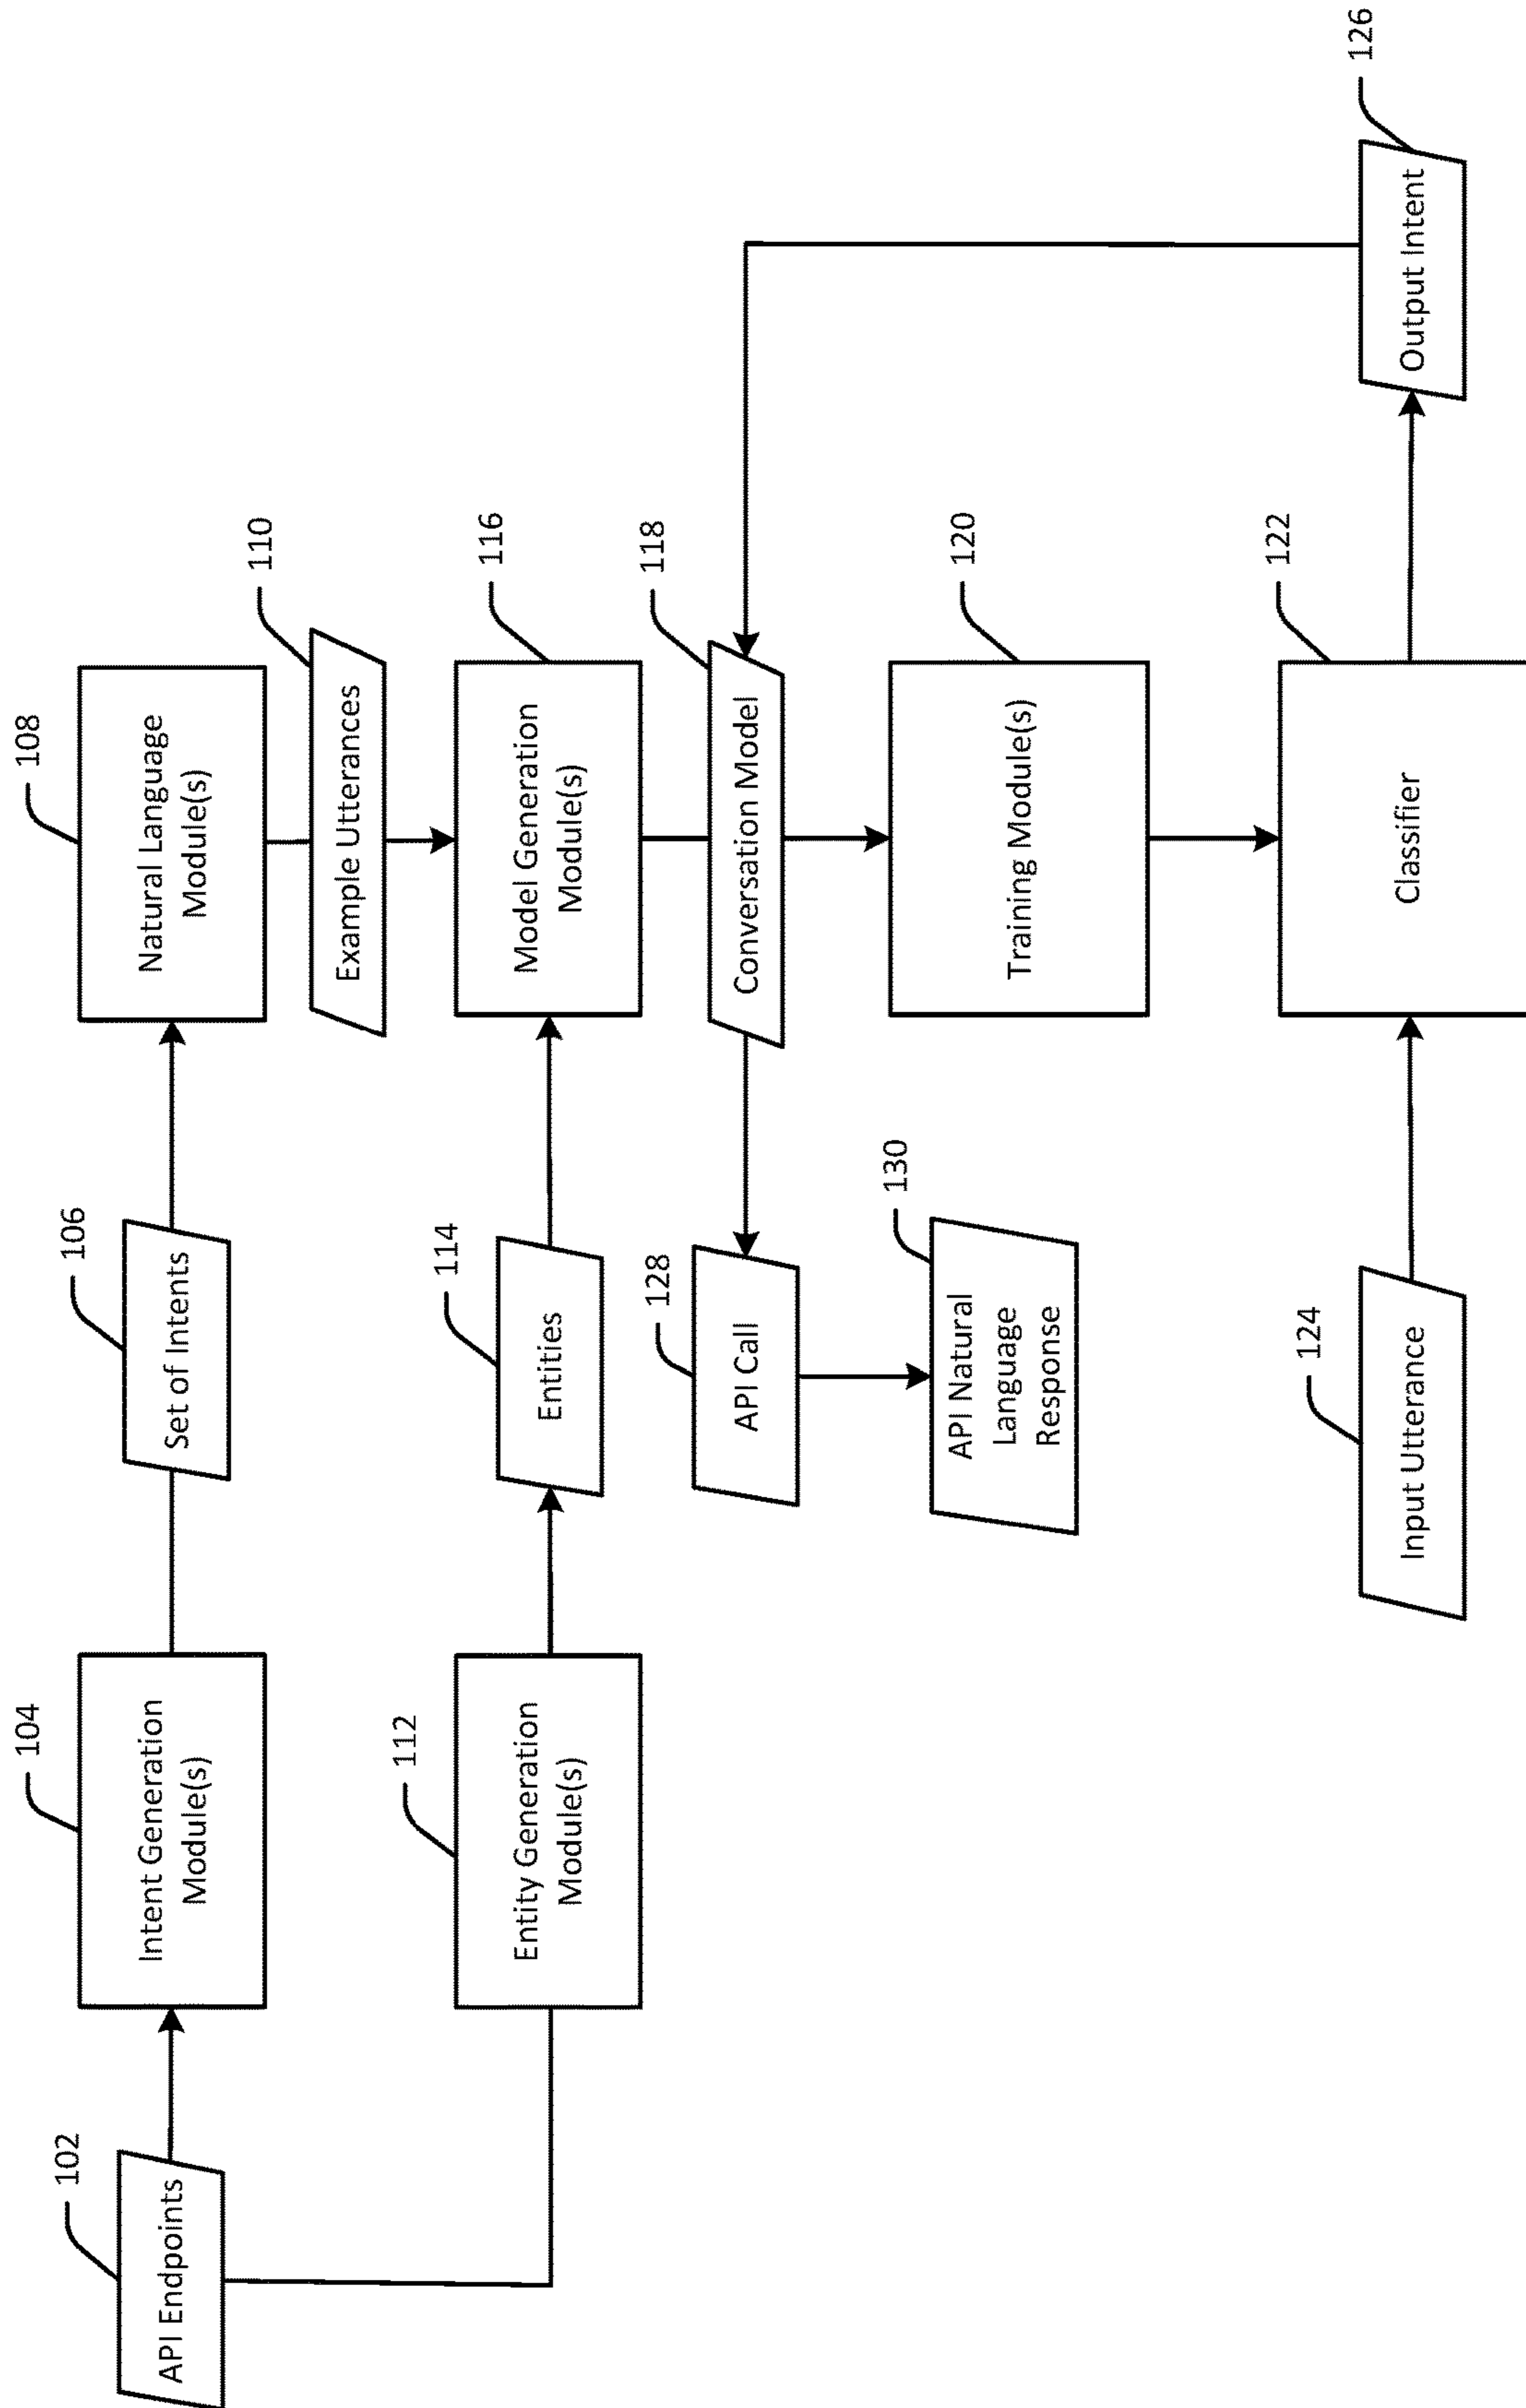 102
API Endpoints
104
Intent Generation
Module(s)
106
Set of Intents
108
Natural Language
Module(s)
110
Example Utterances
112
Entity Generation
Module(s)
114
Entities
116
Model Generation
Module(s)
118
Conversation Model
128
API Call
130
API Natural
Language
Response
120
Training Module(s)
124
Input Utterance
122
Classifier
126
Output Intent